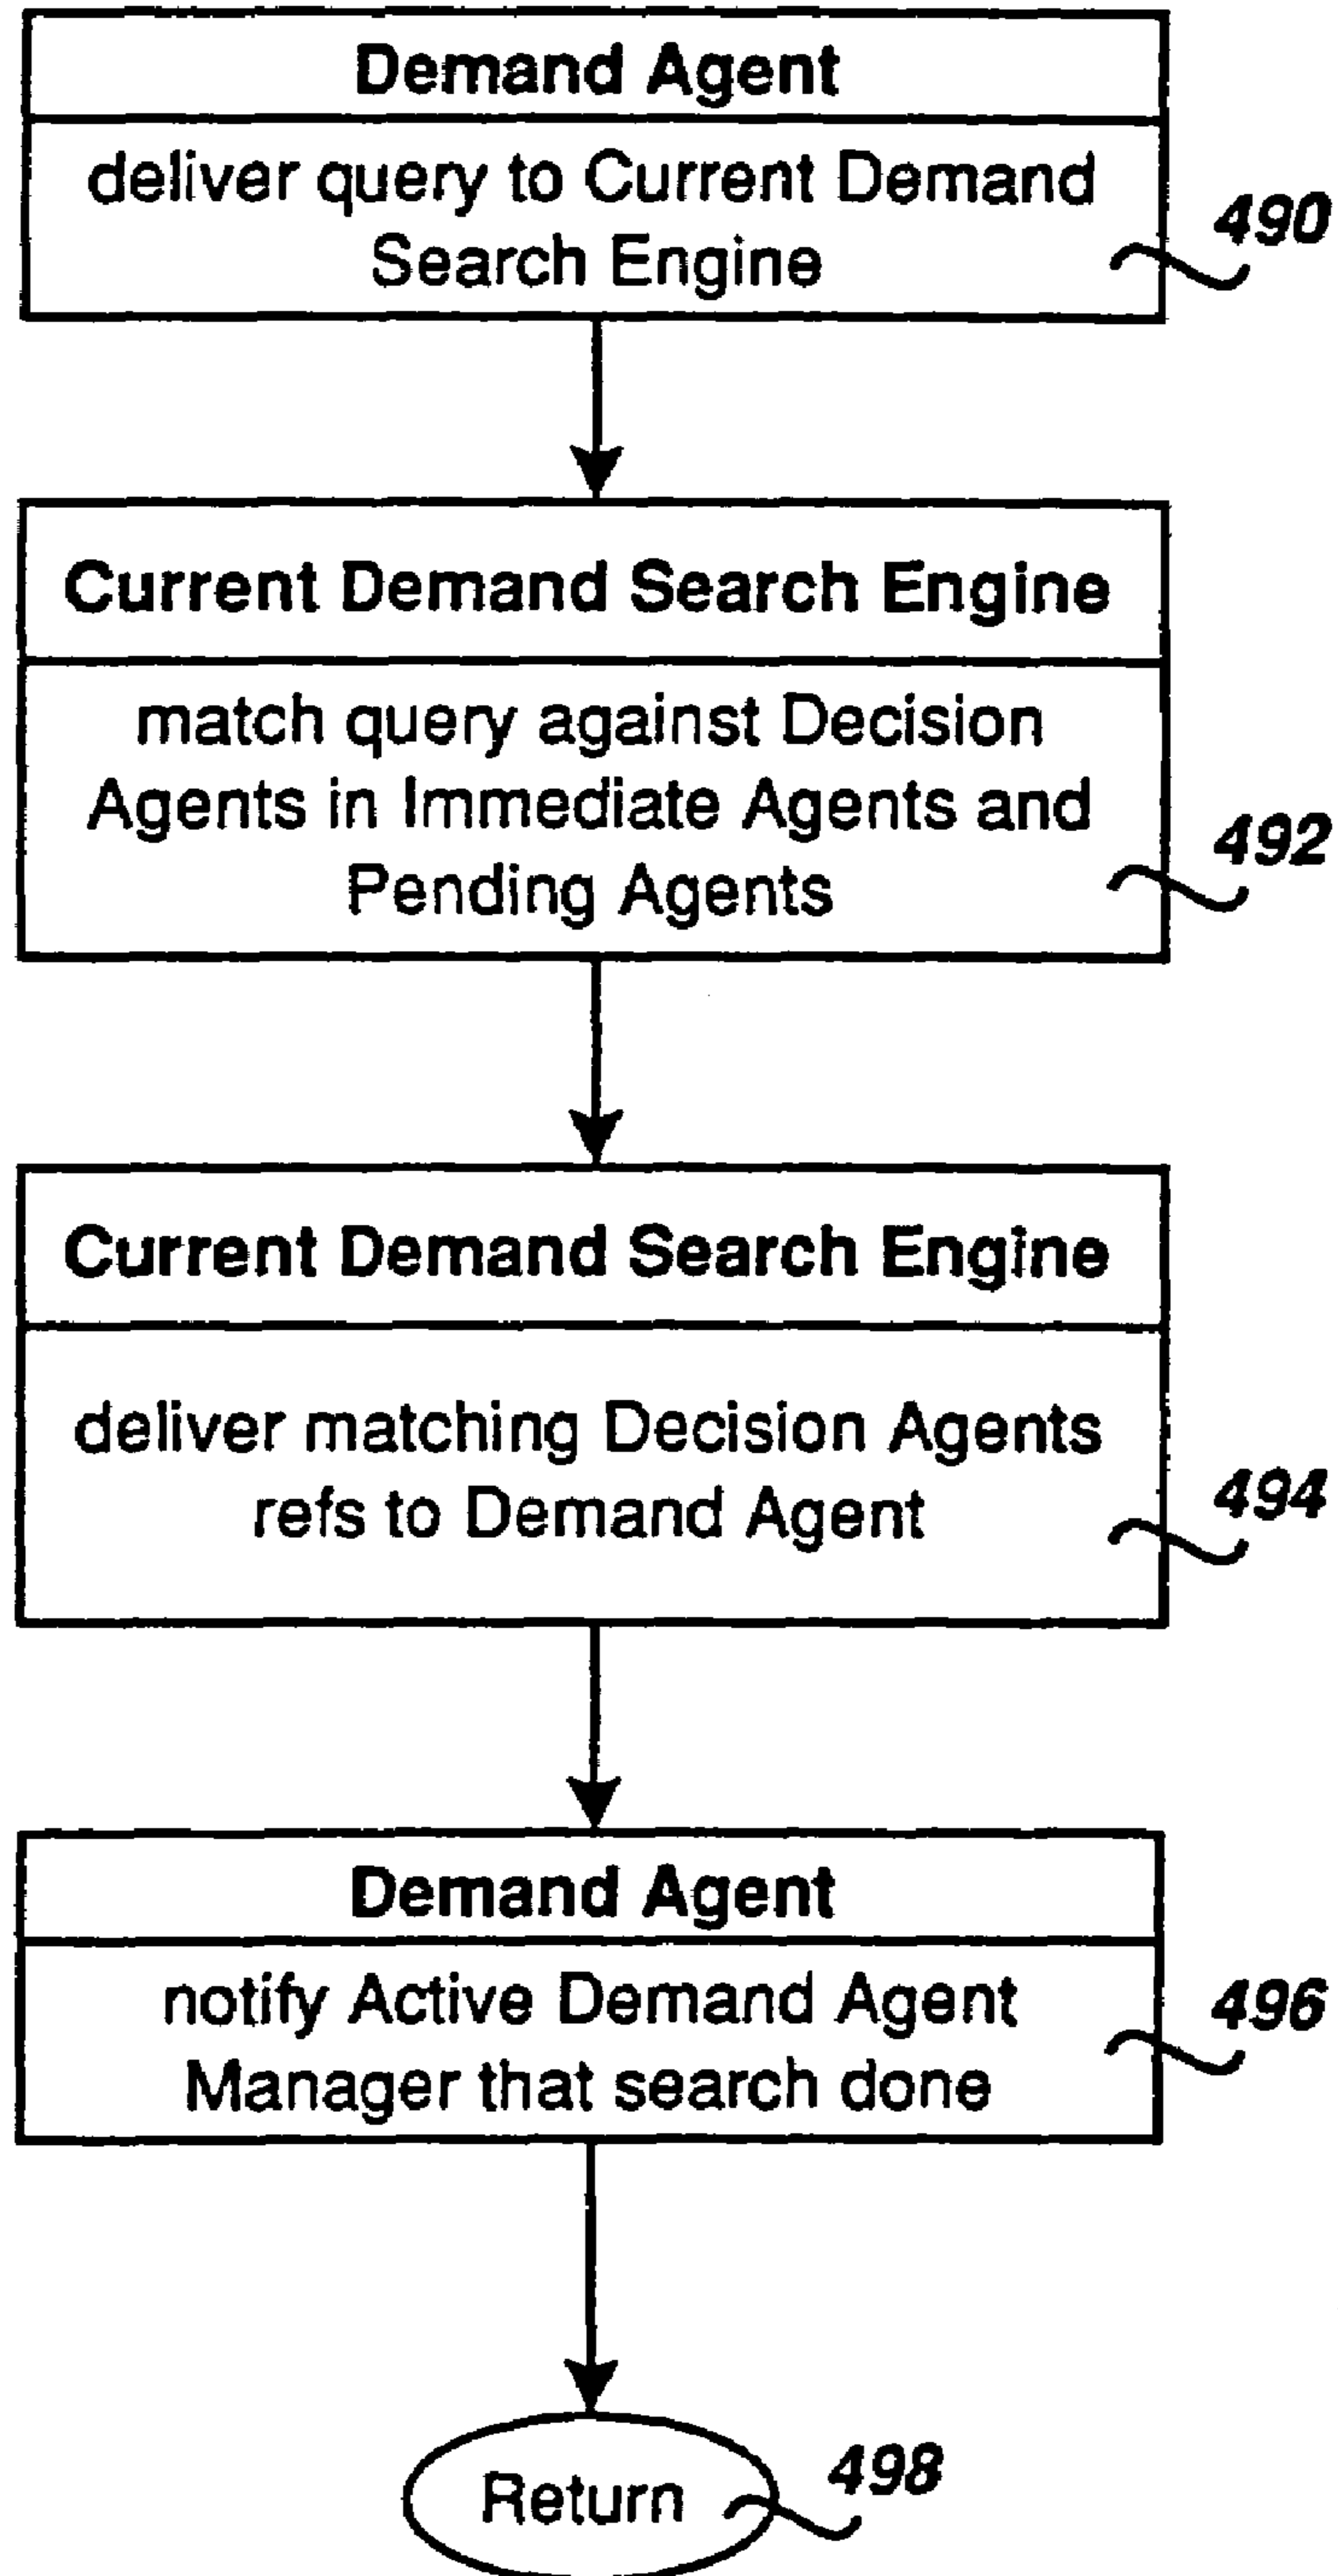 Demand Agent
deliver query to Current Demand
Search Engine
490
Current Demand Search Engine
match query against Decision
Agents in Immediate Agents and
Pending Agents
492
Current Demand Search Engine
deliver matching Decision Agents
refs to Demand Agent
494
Demand Agent
notify Active Demand Agent
Manager that search done
496
Return
498